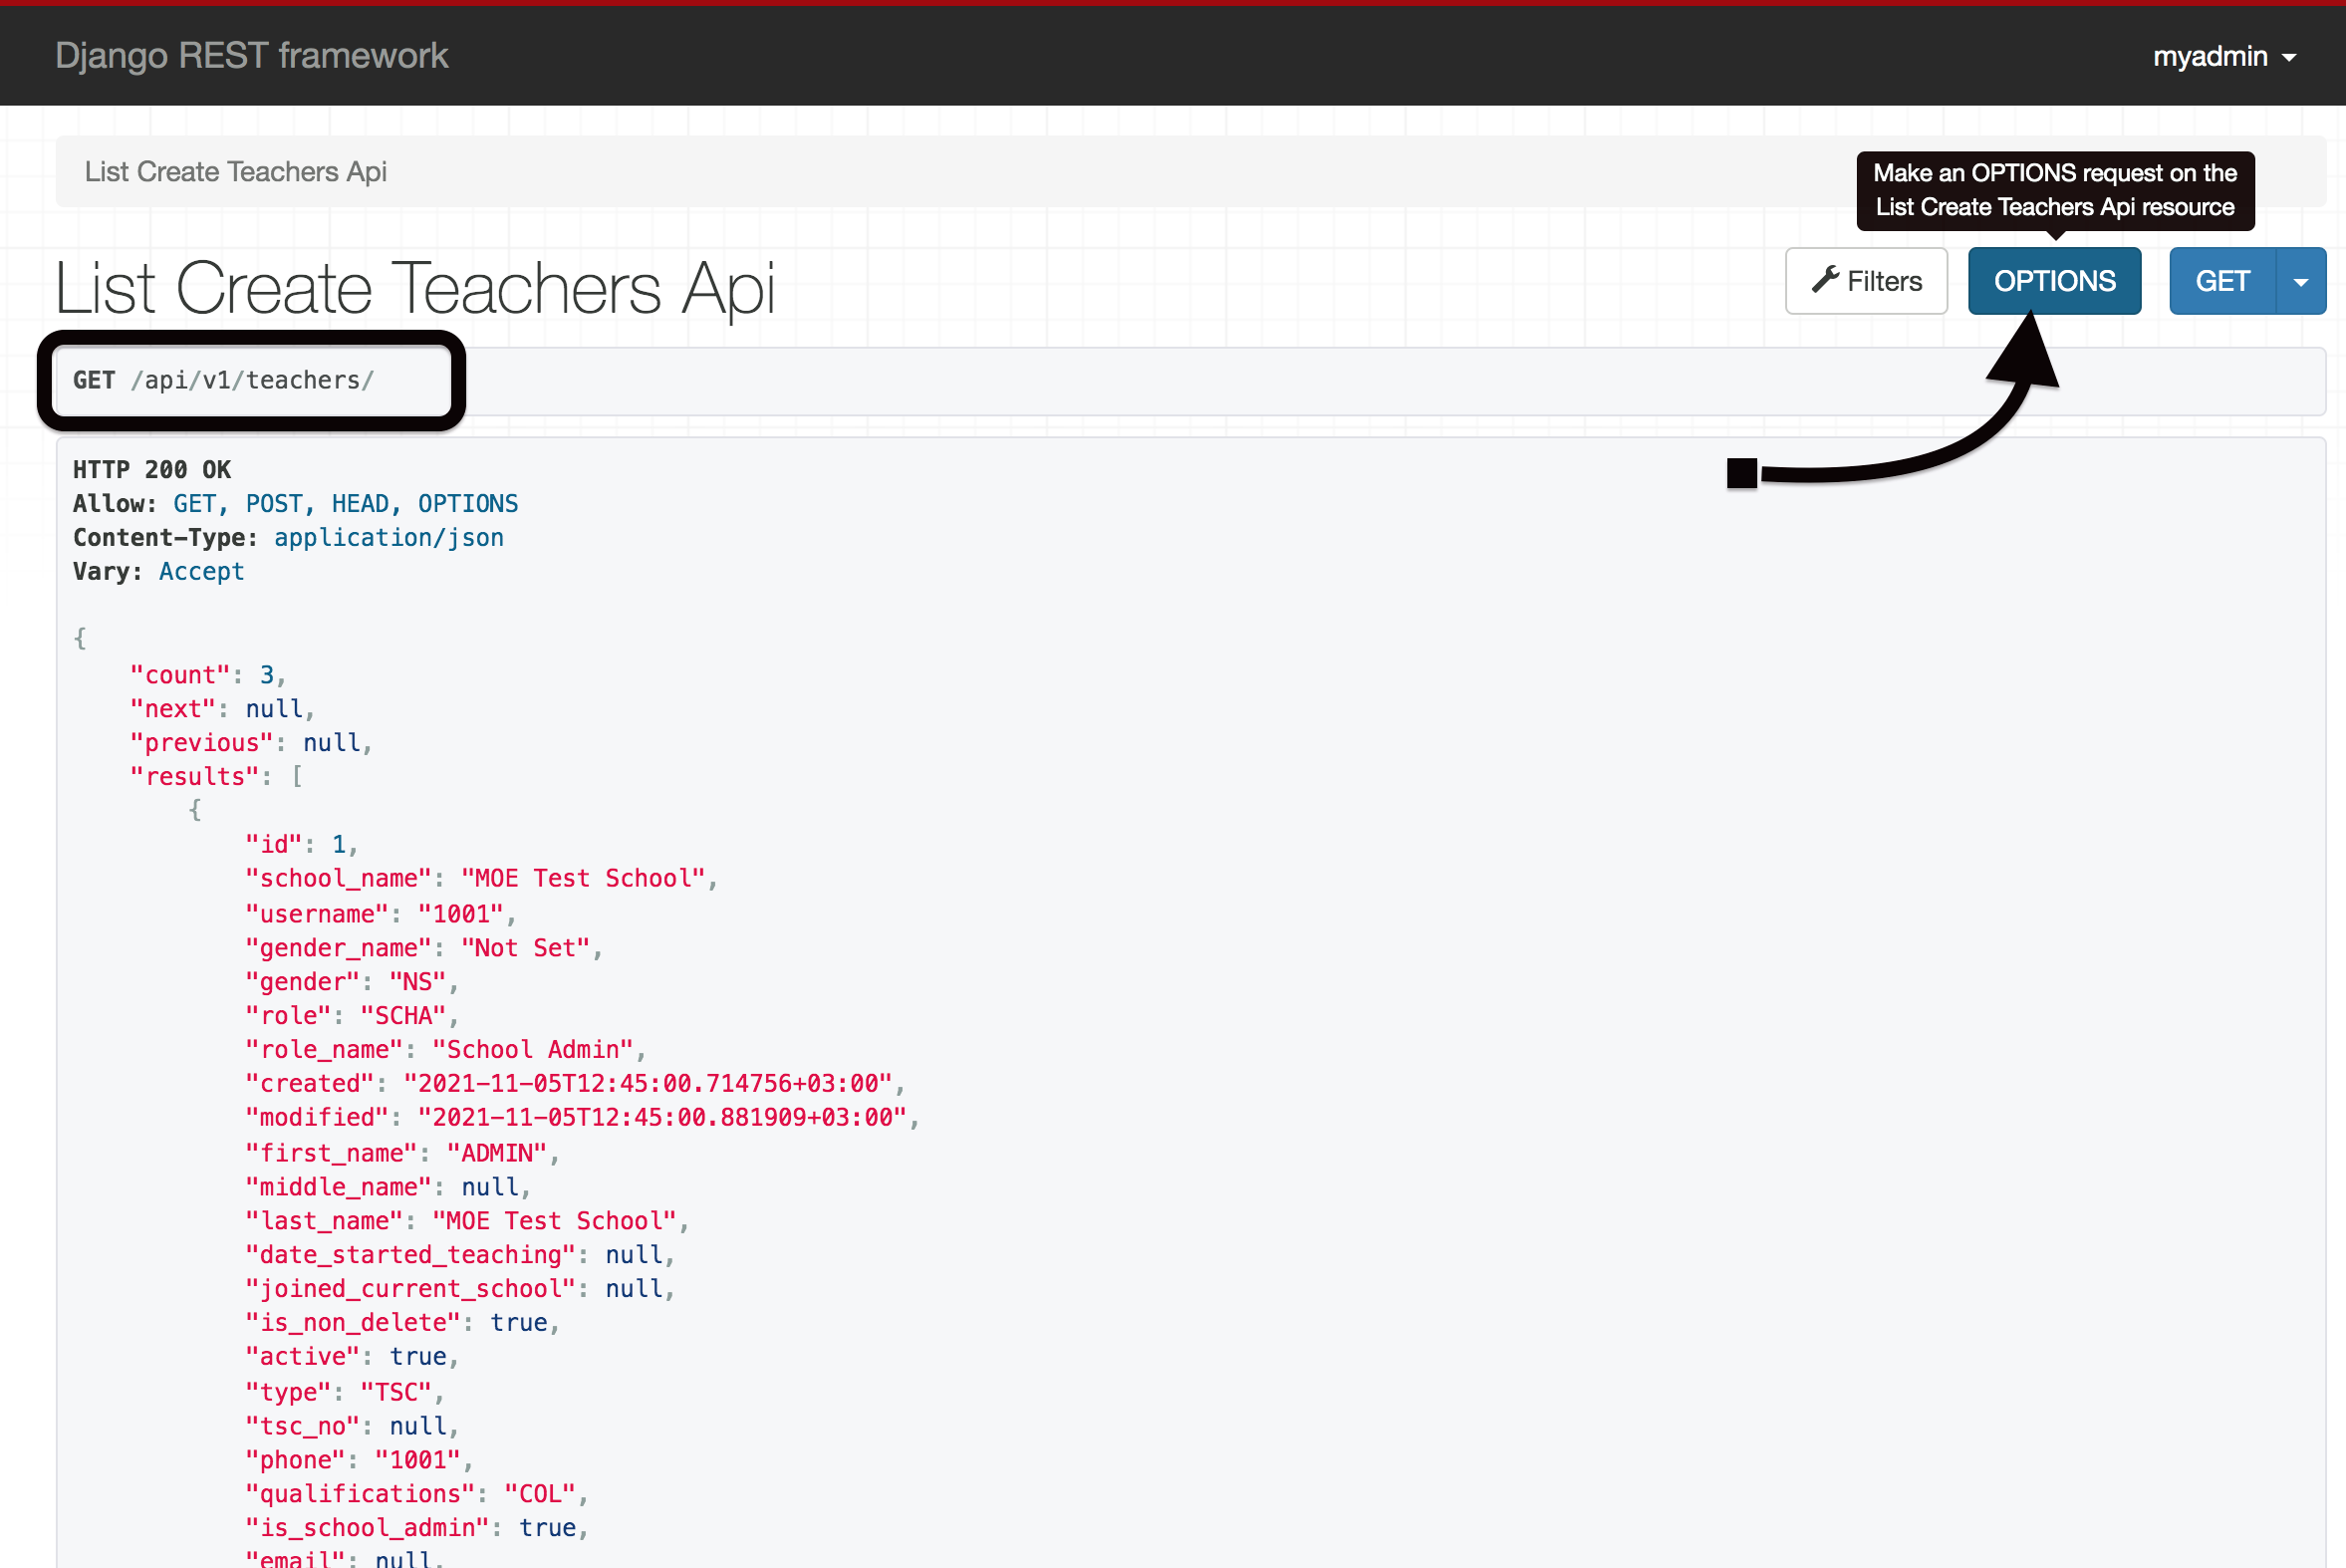 Django REST framework
myadmin
List Create Teachers Api
Make an OPTIONS request on the
List Create Teachers Api resource
List Create Teachers Api
Filters
OPTIONS
GET
GET /api/v1/teachers/
HTTP 200 OK
Allow: GET, POST, HEAD, OPTIONS
Content-Type: application/json
Vary: Accept
{
"count": 3,
"next": null,
"previous": null,
"results": [
{
"id": 1,
"school_name": "MOE Test School",
"username": "1001",
"gender_name": "Not Set",
"gender": "NS",
"role": "SCHA",
"role_name": "School Admin",
"created": "2021-11-05T12:45:00.714756+03:00",
"modified": "2021-11-05T12:45:00.881909+03:00",
"first_name": "ADMIN",
"middle_name": null,
"last_name": "MOE Test School",
"date_started_teaching": null,
"joined_current_school": null,
"is_non_delete": true,
"active": true,
"type": "TSC",
"tsc_no": null,
"phone": "1001",
"qualifications": "COL",
"is_school_admin": true,
"email": null,